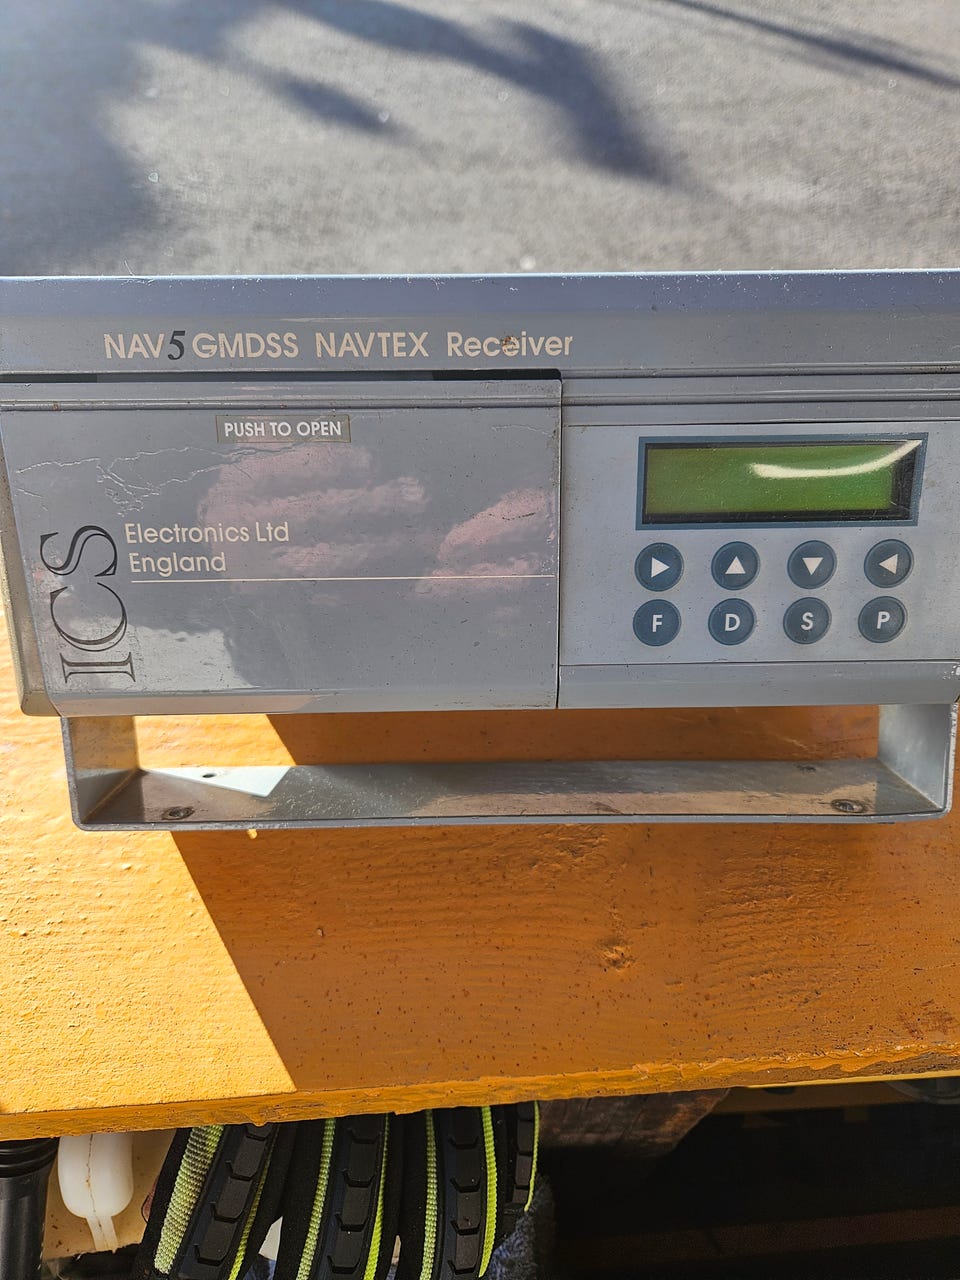 NAV5 GMDSS NAVTEX Receiver
PUSH TO OPEN
ICS
Electronics Ltd
England
F D S P